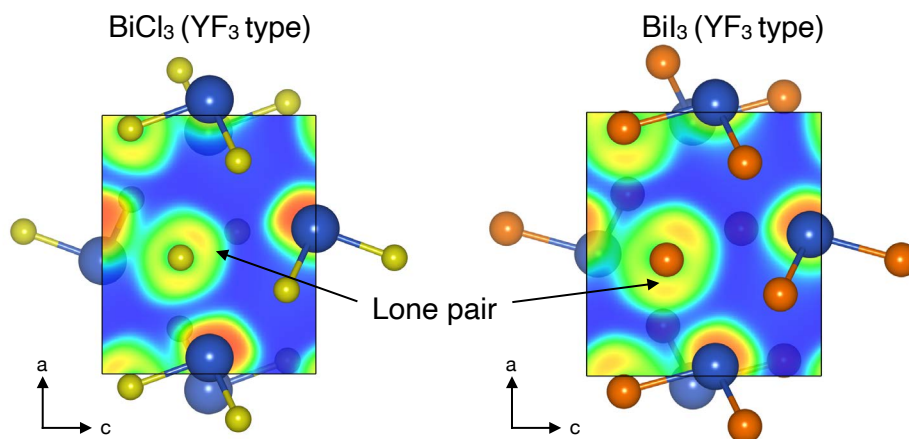 BiCl₃ (YF₃ type)
BiI₃ (YF₃ type)
Lone pair
a
c
a
c